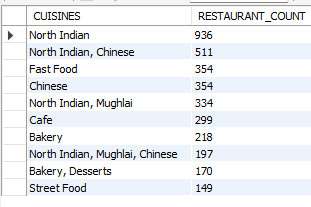 CUISINES RESTAURANT_COUNT
North Indian 936
North Indian, Chinese 511
Fast Food 354
Chinese 354
North Indian, Mughlai 334
Cafe 299
Bakery 218
North Indian, Mughlai, Chinese 197
Bakery, Desserts 170
Street Food 149